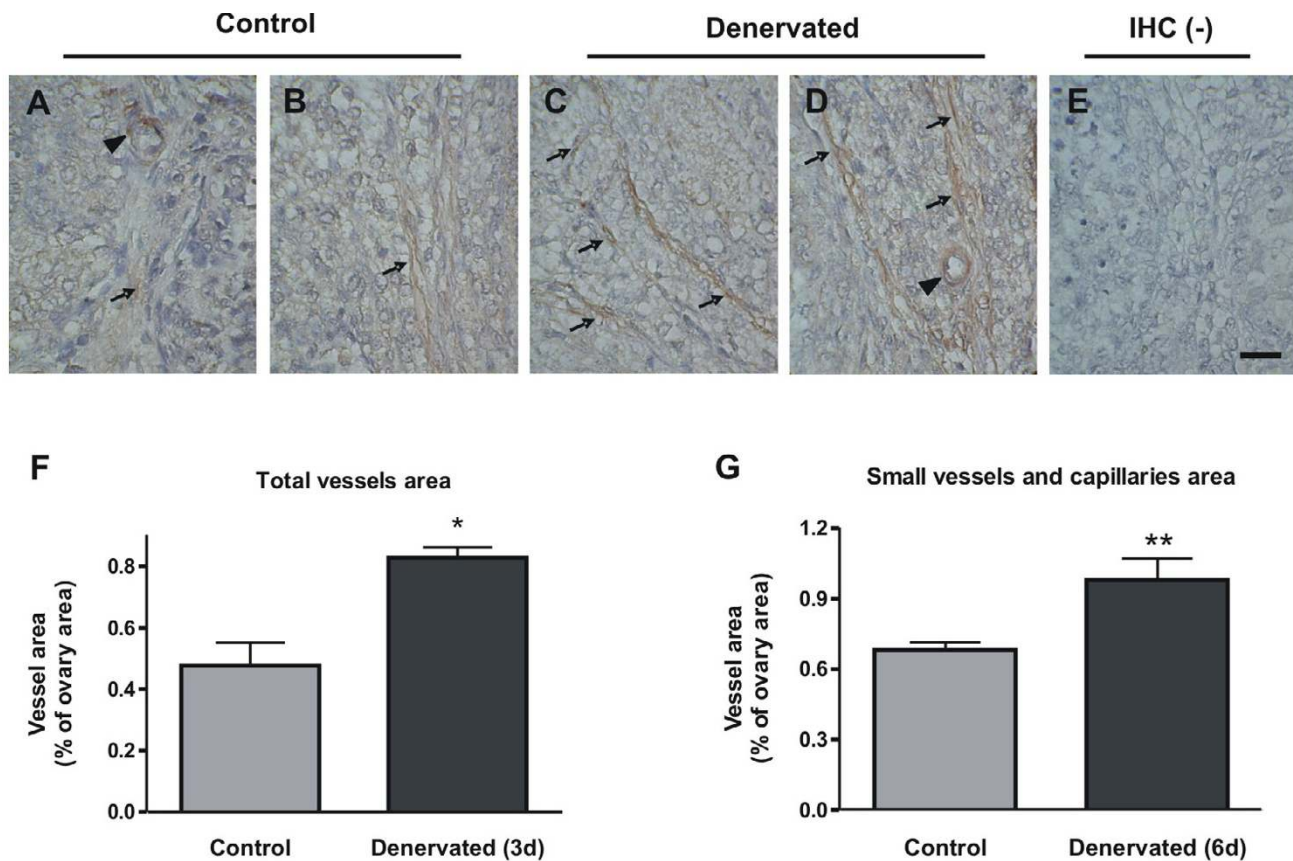 Control
Denervated
IHC (-)
A
B
C
D
E
F
Total vessels area
*
Vessel area
(% of ovary area)
0.8
0.6
0.4
0.2
0.0
Control
Denervated (3d)
G
Small vessels and capillaries area
**
Vessel area
(% of ovary area)
1.2
0.9
0.6
0.3
0.0
Control
Denervated (6d)